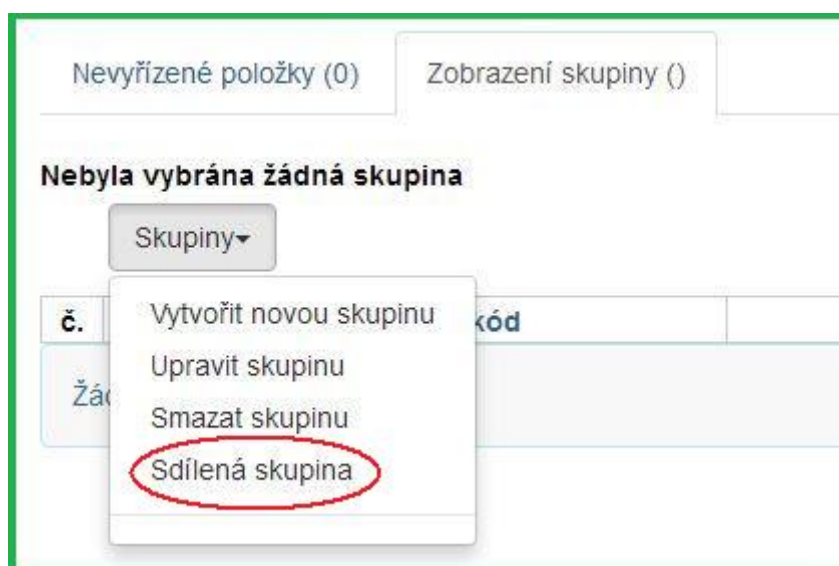 Nevyřízené položky (0) Zobrazení skupiny ()
Nebyla vybrána žádná skupina
Skupiny
č. kód
Vytvořit novou skupinu
Upravit skupinu
Smazat skupinu
Sdílená skupina